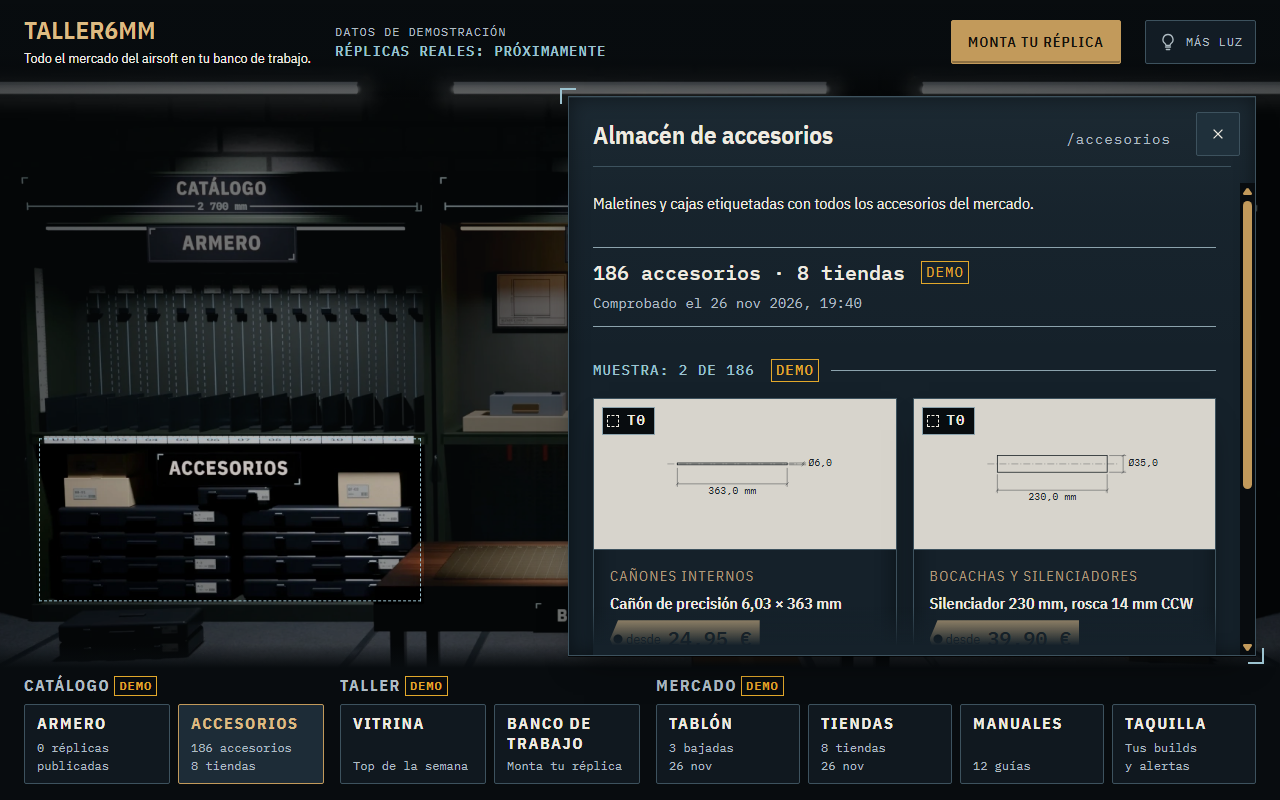 TALLER6MM
Todo el mercado del airsoft en tu banco de trabajo.
DATOS DE DEMOSTRACIÓN
RÉPLICAS REALES: PRÓXIMAMENTE
MONTA TU RÉPLICA
MÁS LUZ
CATÁLOGO
2 700 mm
ARMERO
ACCESORIOS
B
Almacén de accesorios
/accesorios
×
Maletines y cajas etiquetadas con todos los accesorios del mercado.
186 accesorios · 8 tiendas DEMO
Comprobado el 26 nov 2026, 19:40
MUESTRA: 2 DE 186 DEMO
T0
Ø6,0
363,0 mm
CAÑONES INTERNOS
Cañón de precisión 6,03 × 363 mm
desde 24,95 €
T0
Ø35,0
230,0 mm
BOCACHAS Y SILENCIADORES
Silenciador 230 mm, rosca 14 mm CCW
desde 39,90 €
CATÁLOGO DEMO
ARMERO
0 réplicas
publicadas
ACCESORIOS
186 accesorios
8 tiendas
TALLER DEMO
VITRINA
Top de la semana
BANCO DE
TRABAJO
Monta tu réplica
MERCADO DEMO
TABLÓN
3 bajadas
26 nov
TIENDAS
8 tiendas
26 nov
MANUALES
12 guías
TAQUILLA
Tus builds
y alertas